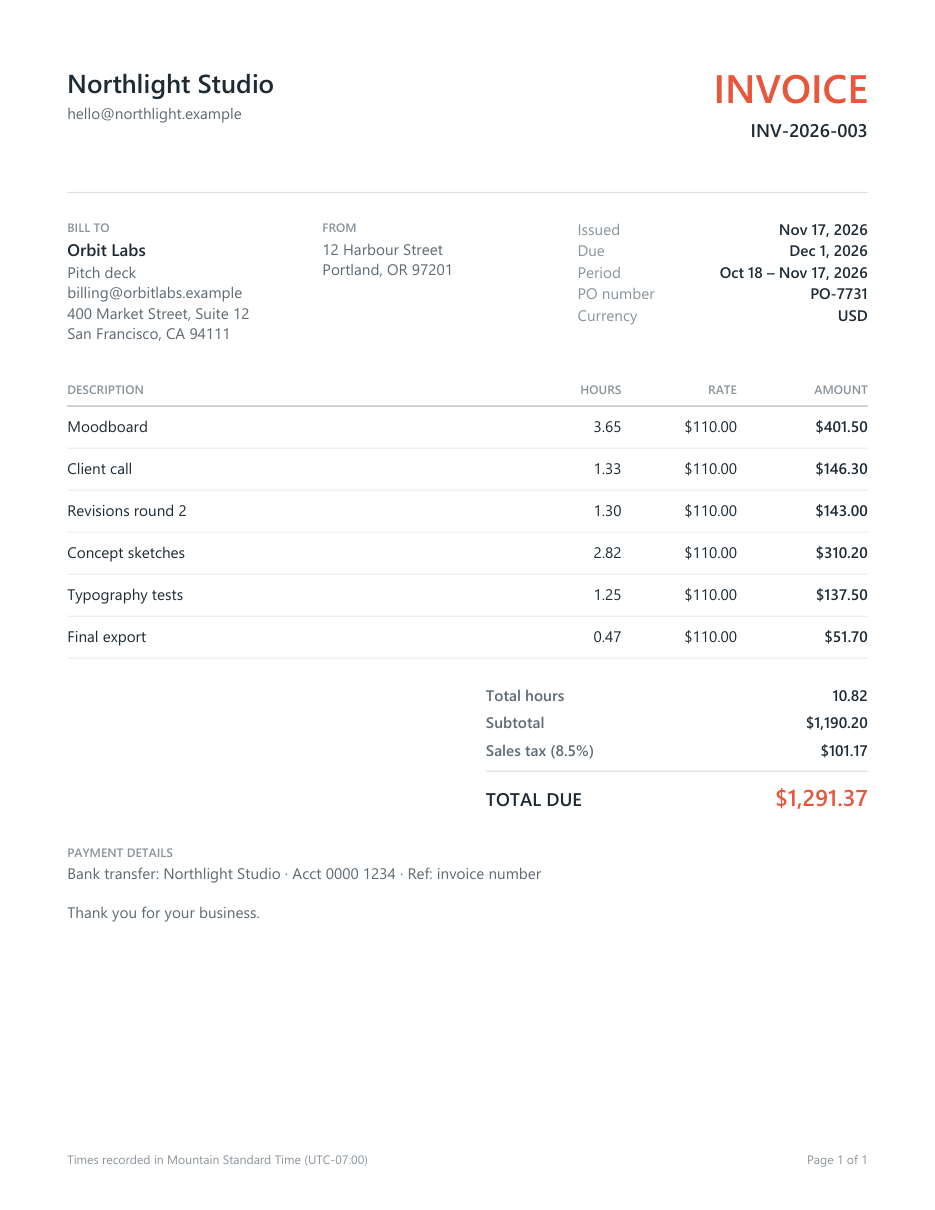 Northlight Studio
hello@northlight.example
INVOICE
INV-2026-003
BILL TO
Orbit Labs
Pitch deck
billing@orbitlabs.example
400 Market Street, Suite 12
San Francisco, CA 94111
FROM
12 Harbour Street
Portland, OR 97201
Issued Nov 17, 2026
Due Dec 1, 2026
Period Oct 18 – Nov 17, 2026
PO number PO-7731
Currency USD
DESCRIPTION HOURS RATE AMOUNT
Moodboard 3.65 $110.00 $401.50
Client call 1.33 $110.00 $146.30
Revisions round 2 1.30 $110.00 $143.00
Concept sketches 2.82 $110.00 $310.20
Typography tests 1.25 $110.00 $137.50
Final export 0.47 $110.00 $51.70
Total hours 10.82
Subtotal $1,190.20
Sales tax (8.5%) $101.17
TOTAL DUE $1,291.37
PAYMENT DETAILS
Bank transfer: Northlight Studio · Acct 0000 1234 · Ref: invoice number
Thank you for your business.
Times recorded in Mountain Standard Time (UTC-07:00) Page 1 of 1